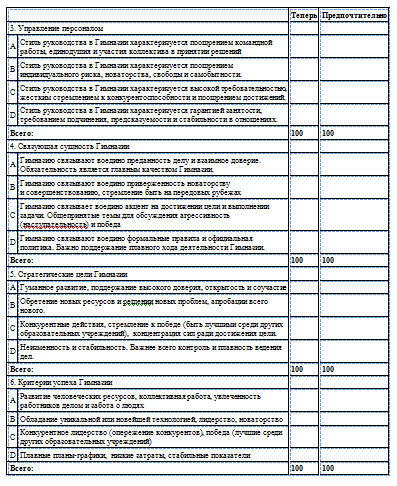 Теперь Предпочтительно
3. Управление персоналом
A Стиль руководства в Гимназии характеризуется поощрением командной
работы, единодушия и участия коллектива в принятии решений
B Стиль руководства в Гимназии характеризуется поощрением
индивидуального риска, новаторства, свободы и самобытности.
C Стиль руководства в Гимназии характеризуется высокой требовательностью,
жестким стремлением к конкурентоспособности и поощрением достижений.
D Стиль руководства в Гимназии характеризуется гарантией занятости,
требованием подчинения, предсказуемости и стабильности в отношениях.
Всего: 100 100
4. Связующая сущность Гимназии
A Гимназию связывают воедино преданность делу и взаимное доверие.
Обязательность является главным качеством Гимназии.
B Гимназию связывают воедино приверженность новаторству
и совершенствованию, стремление быть на передовых рубежах
C Гимназию связывает воедино акцент на достижении цели и выполнении
задачи. Общепринятые темы для обсуждения агрессивность
(наступательность) и победа
D Гимназию связывают воедино формальные правила и официальная
политика. Важно поддержание плавного хода деятельности Гимназии.
Всего: 100 100
5. Стратегические цели Гимназии
A Гуманное развитие, поддержание высокого доверия, открытость и соучастие
B Обретение новых ресурсов и решении новых проблем, апробации всего
нового.
C Конкурентные действия, стремление к победе (быть лучшими среди других
образовательных учреждений), концентрация сил ради достижения цели.
D Неизменность и стабильность. Важнее всего контроль и плавность ведения
дел.
Всего: 100 100
6. Критерии успеха Гимназии
A Развитие человеческих ресурсов, коллективная работа, увлеченность
работников делом и забота о людях
B Обладание уникальной или новейшей технологией, лидерство, новаторство
C Конкурентное лидерство (опережение конкурентов), победа (лучшие среди
других образовательных учреждений)
D Плавные планы-графики, низкие затраты, стабильные показатели
Всего: 100 100